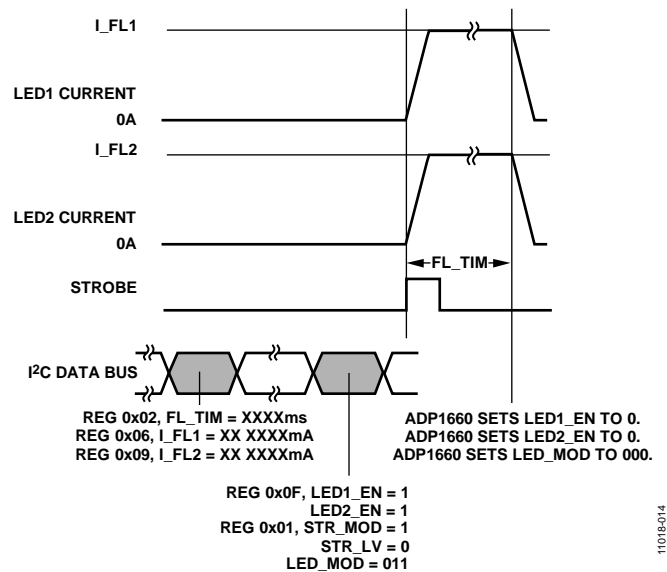 I_FL1
LED1 CURRENT
0A
I_FL2
LED2 CURRENT
0A
FL_TIM
STROBE
I2C DATA BUS
REG 0x02, FL_TIM = XXXXms
REG 0x06, I_FL1 = XX XXXXmA
REG 0x09, I_FL2 = XX XXXXmA
ADP1660 SETS LED1_EN TO 0.
ADP1660 SETS LED2_EN TO 0.
ADP1660 SETS LED_MOD TO 000.
REG 0x0F, LED1_EN = 1
LED2_EN = 1
REG 0x01, STR_MOD = 1
STR_LV = 0
LED_MOD = 011
11018-014